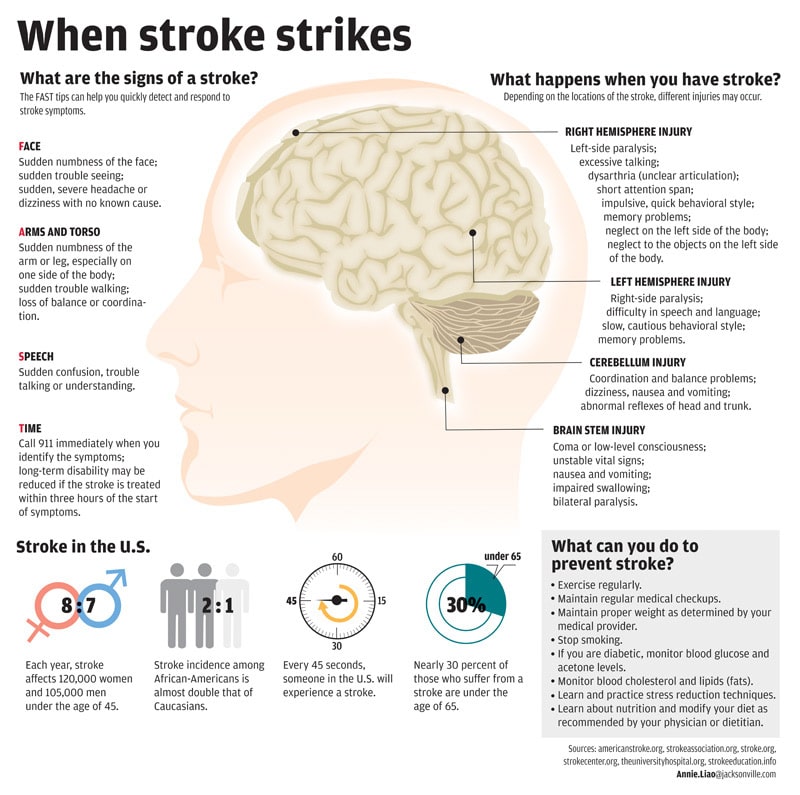 When stroke strikes
What are the signs of a stroke?
The FAST tips can help you quickly detect and respond to
stroke symptoms.
FACE
Sudden numbness of the face;
sudden trouble seeing;
sudden, severe headache or
dizziness with no known cause.
ARMS AND TORSO
Sudden numbness of the
arm or leg, especially on
one side of the body;
sudden trouble walking;
loss of balance or coordina-
tion.
SPEECH
Sudden confusion, trouble
talking or understanding.
TIME
Call 911 immediately when you
identify the symptoms;
long-term disability may be
reduced if the stroke is treated
within three hours of the start
of symptoms.
What happens when you have stroke?
Depending on the locations of the stroke, different injuries may occur.
RIGHT HEMISPHERE INJURY
Left-side paralysis;
excessive talking;
dysarthria (unclear articulation);
short attention span;
impulsive, quick behavioral style;
memory problems;
neglect on the left side of the body;
neglect to the objects on the left side
of the body.
LEFT HEMISPHERE INJURY
Right-side paralysis;
difficulty in speech and language;
slow, cautious behavioral style;
memory problems.
CEREBELLUM INJURY
Coordination and balance problems;
dizziness, nausea and vomiting;
abnormal reflexes of head and trunk.
BRAIN STEM INJURY
Coma or low-level consciousness;
unstable vital signs;
nausea and vomiting;
impaired swallowing;
bilateral paralysis.
Stroke in the U.S.
8:7
Each year, stroke
affects 120,000 women
and 105,000 men
under the age of 45.
2:1
Stroke incidence among
African-Americans is
almost double that of
Caucasians.
60
45
15
30
Every 45 seconds,
someone in the U.S. will
experience a stroke.
under 65
30%
Nearly 30 percent of
those who suffer from a
stroke are under the
age of 65.
What can you do to
prevent stroke?
• Exercise regularly.
• Maintain regular medical checkups.
• Maintain proper weight as determined by your
medical provider.
• Stop smoking.
• If you are diabetic, monitor blood glucose and
acetone levels.
• Monitor blood cholesterol and lipids (fats).
• Learn and practice stress reduction techniques.
• Learn about nutrition and modify your diet as
recommended by your physician or dietitian.
Sources: americanstroke.org, strokeassociation.org, stroke.org,
strokecenter.org, theuniversityhospital.org, strokeeducation.info
Annie.Liao@jacksonville.com